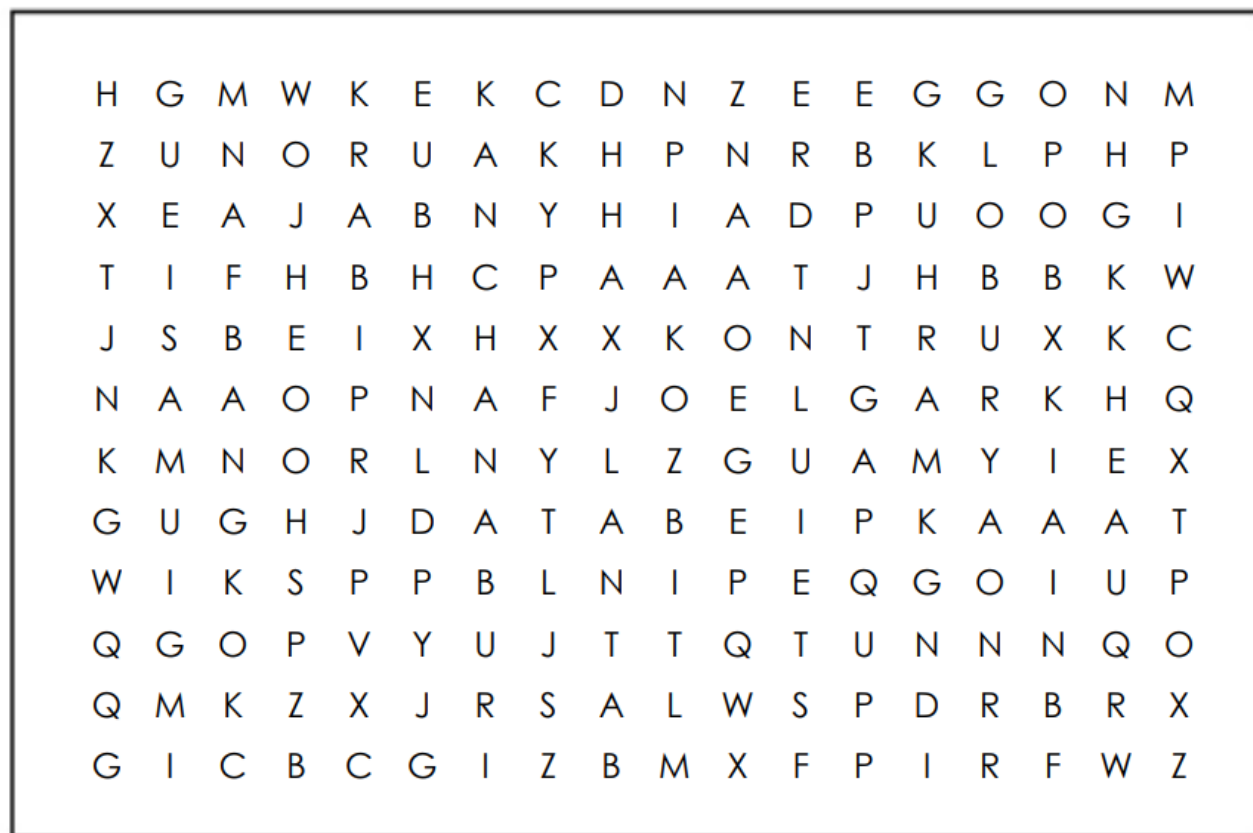 H G M W K E K C D N Z E E G G O N M
Z U N O R U A K H P N R B K L P H P
X E A J A B N Y H I A D P U O O G I
T I F H B H C P A A A T J H B B K W
J S B E I X H X X K O N T R U X K C
N A A O P N A F J O E L G A R K H Q
K M N O R L N Y L Z G U A M Y I E X
G U G H J D A T A B E I P K A A A T
W I K S P P B L N I P E Q G O I U P
Q G O P V Y U J T T Q T U N N N Q O
Q M K Z X J R S A L W S P D R B R X
G I C B C G I Z B M X F P I R F W Z